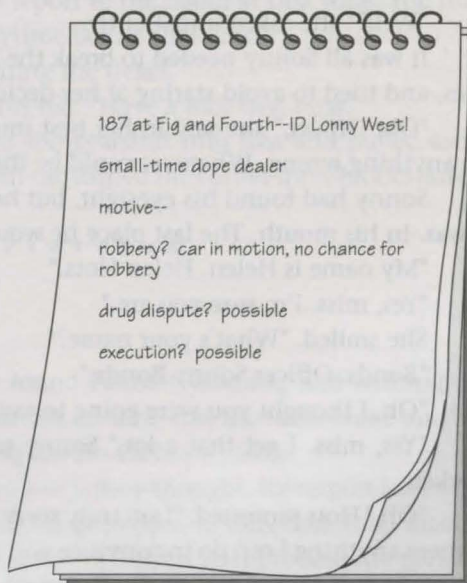 187 at Fig and Fourth--ID Lonny West!
small-time dope dealer
motive--
robbery? car in motion, no chance for
robbery
drug dispute? possible
execution? possible